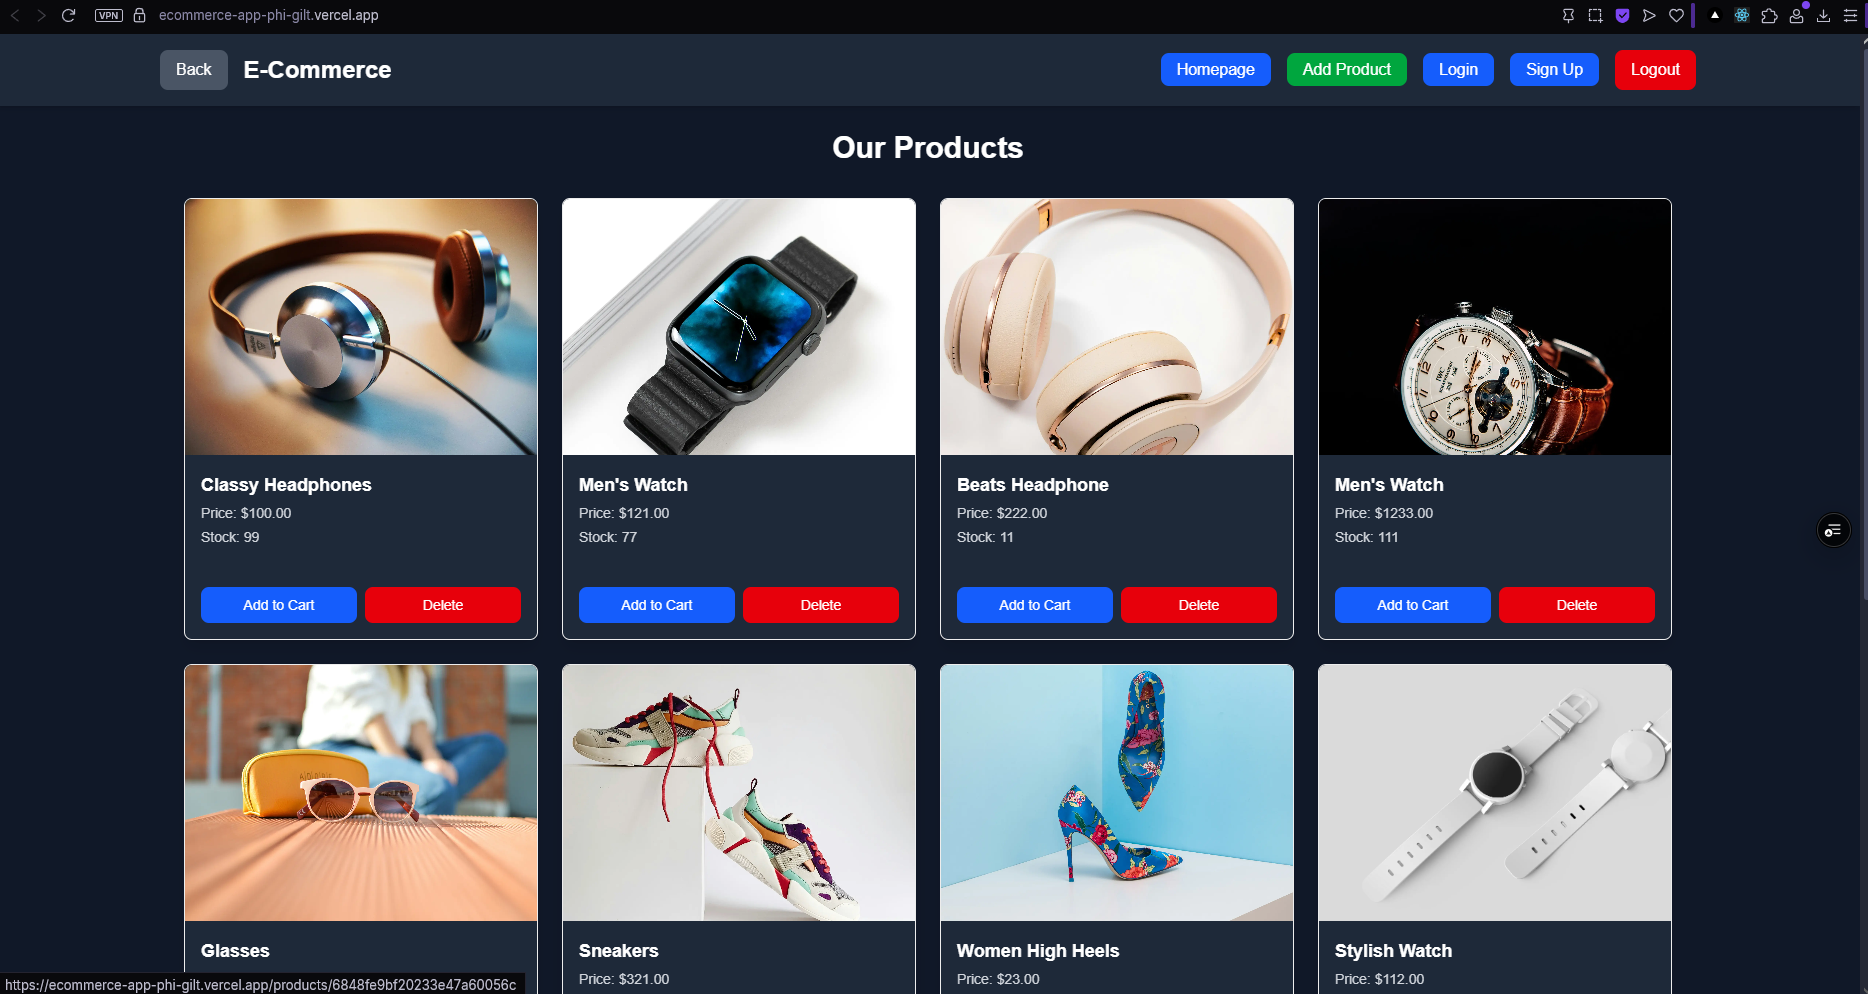 VPN
ecommerce-app-phi-gilt.vercel.app
Back
E-Commerce
Homepage
Add Product
Login
Sign Up
Logout
Our Products
Classy Headphones
Price: $100.00
Stock: 99
Add to Cart
Delete
Men's Watch
Price: $121.00
Stock: 77
Add to Cart
Delete
Beats Headphone
Price: $222.00
Stock: 11
Add to Cart
Delete
Men's Watch
Price: $1233.00
Stock: 111
Add to Cart
Delete
Glasses
Sneakers
Price: $321.00
Women High Heels
Price: $23.00
Stylish Watch
Price: $112.00
https://ecommerce-app-phi-gilt.vercel.app/products/6848fe9bf20233e47a60056c